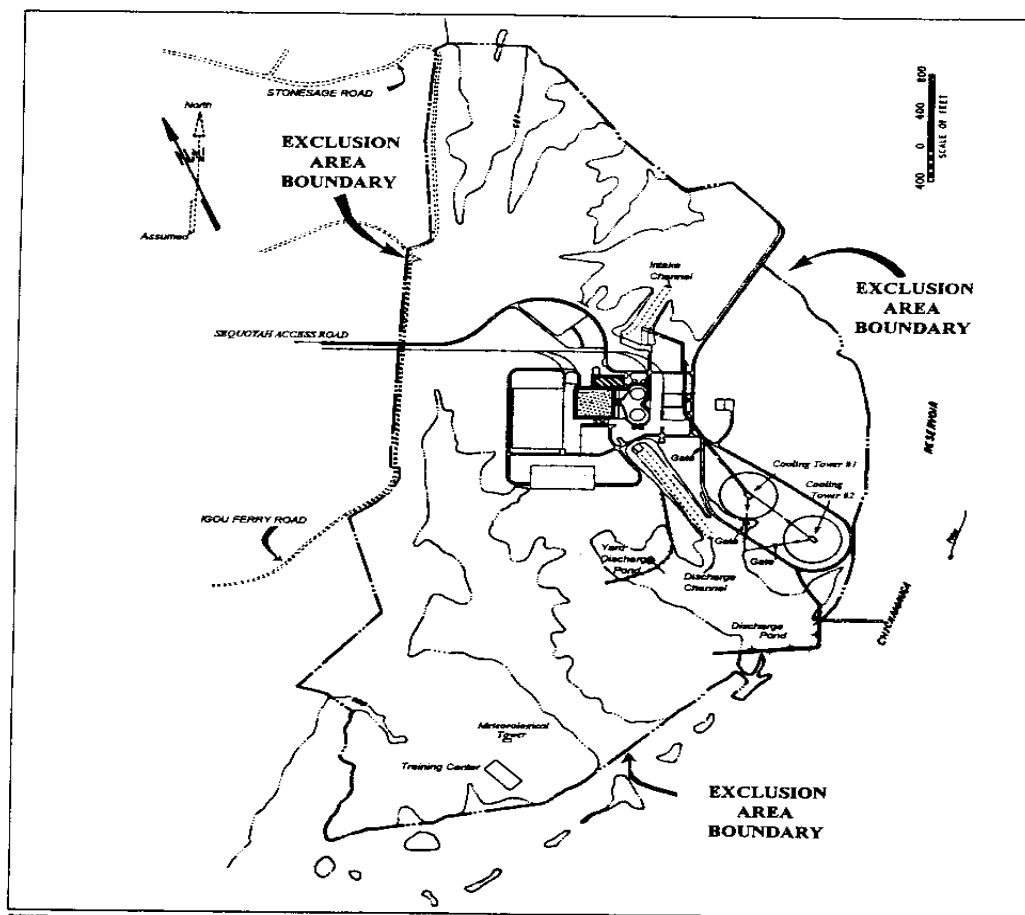 STONESAGE ROAD
North
Assumed
EXCLUSION
AREA
BOUNDARY
800
400
0
400
SCALE OF FEET
Intake
Channel
EXCLUSION
AREA
BOUNDARY
SEQUOTAH ACCESS ROAD
RESERVOIR
Gate
Cooling Tower #1
Cooling
Tower #2
IGOU FERRY ROAD
Gate
Gate
Yard
Discharge
Pond
Discharge
Channel
Discharge
Pond
CHICKAMAUGA
Meteorological
Tower
Training Center
EXCLUSION
AREA
BOUNDARY